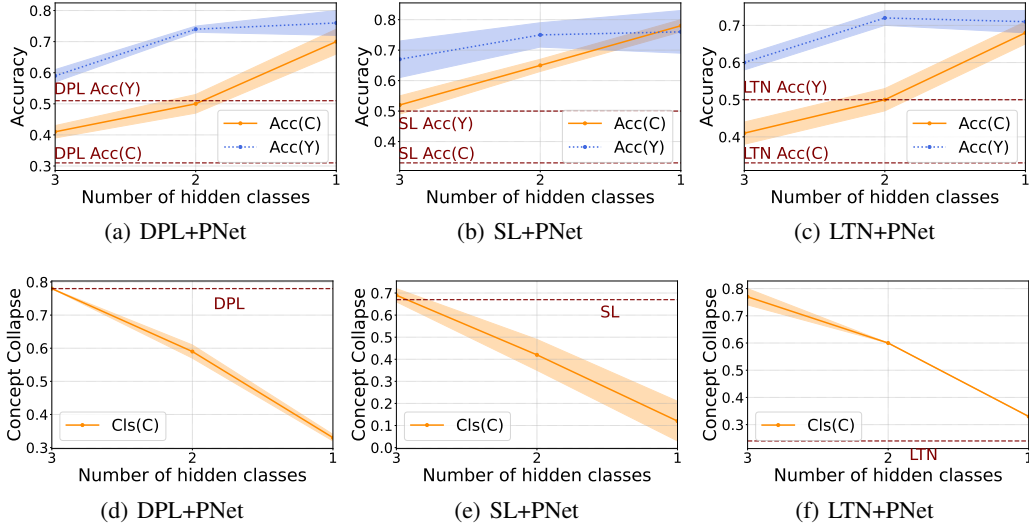 0.8
0.7
0.6
0.5
0.4
0.3
Accuracy
DPL Acc(Y)
DPL Acc(C)
Acc(C)
Acc(Y)
3 2 1
Number of hidden classes
(a) DPL+PNet
0.8
0.7
0.6
0.5
0.4
Accuracy
SL Acc(Y)
SL Acc(C)
Acc(C)
Acc(Y)
3 2 1
Number of hidden classes
(b) SL+PNet
0.7
0.6
0.5
0.4
Accuracy
LTN Acc(Y)
LTN Acc(C)
Acc(C)
Acc(Y)
3 2 1
Number of hidden classes
(c) LTN+PNet
0.8
0.7
0.6
0.5
0.4
0.3
Concept Collapse
DPL
Cls(C)
3 2 1
Number of hidden classes
(d) DPL+PNet
0.7
0.6
0.5
0.4
0.3
0.2
0.1
0.0
Concept Collapse
SL
Cls(C)
3 2 1
Number of hidden classes
(e) SL+PNet
0.8
0.7
0.6
0.5
0.4
0.3
Concept Collapse
Cls(C)
LTN
3 2 1
Number of hidden classes
(f) LTN+PNet